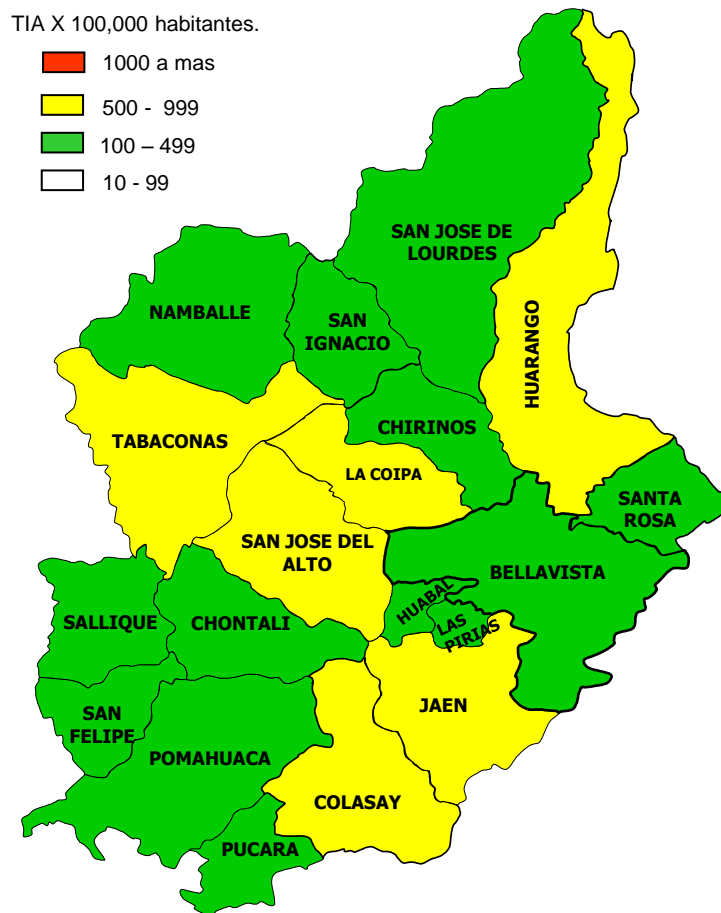 TIA X 100,000 habitantes.
1000 a mas
500 - 999
100 – 499
10 - 99
SAN JOSE DE
LOURDES
NAMBALLE
SAN
IGNACIO
HUARANGO
CHIRINOS
TABACONAS
LA COIPA
SANTA
ROSA
SAN JOSE DEL
ALTO
BELLAVISTA
HUABAL
LAS
PIRIAS
SALLIQUE
CHONTALI
JAEN
SAN
FELIPE
POMAHUACA
COLASAY
PUCARA